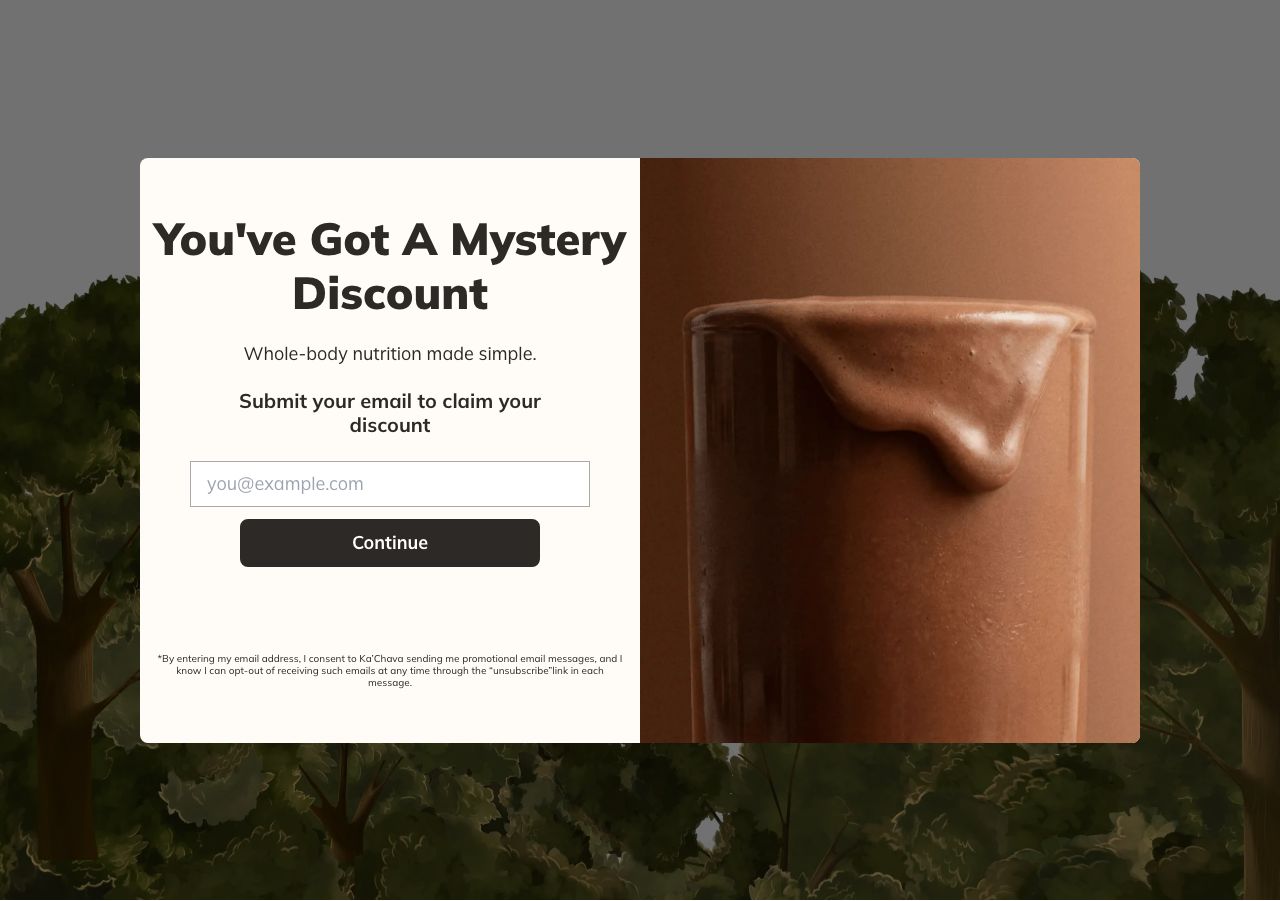 You've Got A Mystery
Discount
Whole-body nutrition made simple.
Submit your email to claim your
discount
you@example.com
Continue
*By entering my email address, I consent to Ka’Chava sending me promotional email messages, and I
know I can opt-out of receiving such emails at any time through the “unsubscribe”link in each
message.